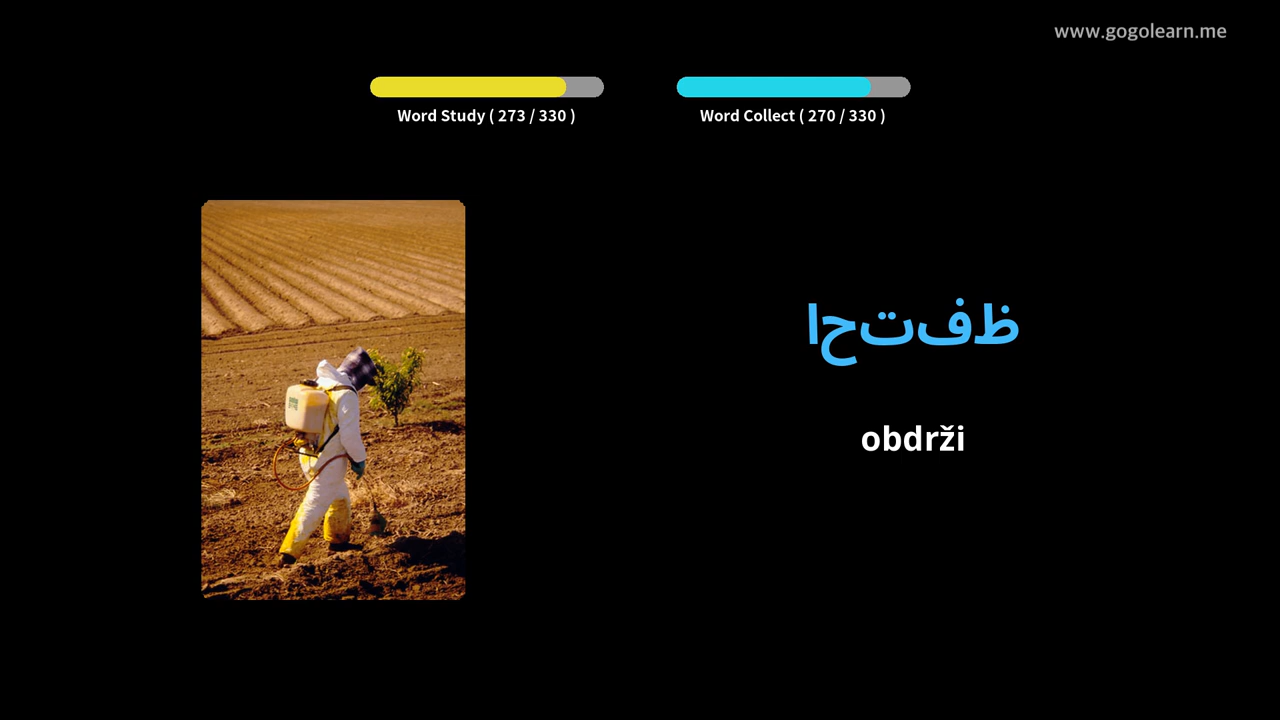 www.gogolearn.me
Word Study ( 273 / 330 )
Word Collect ( 270 / 330 )
احتفظ
obdrži